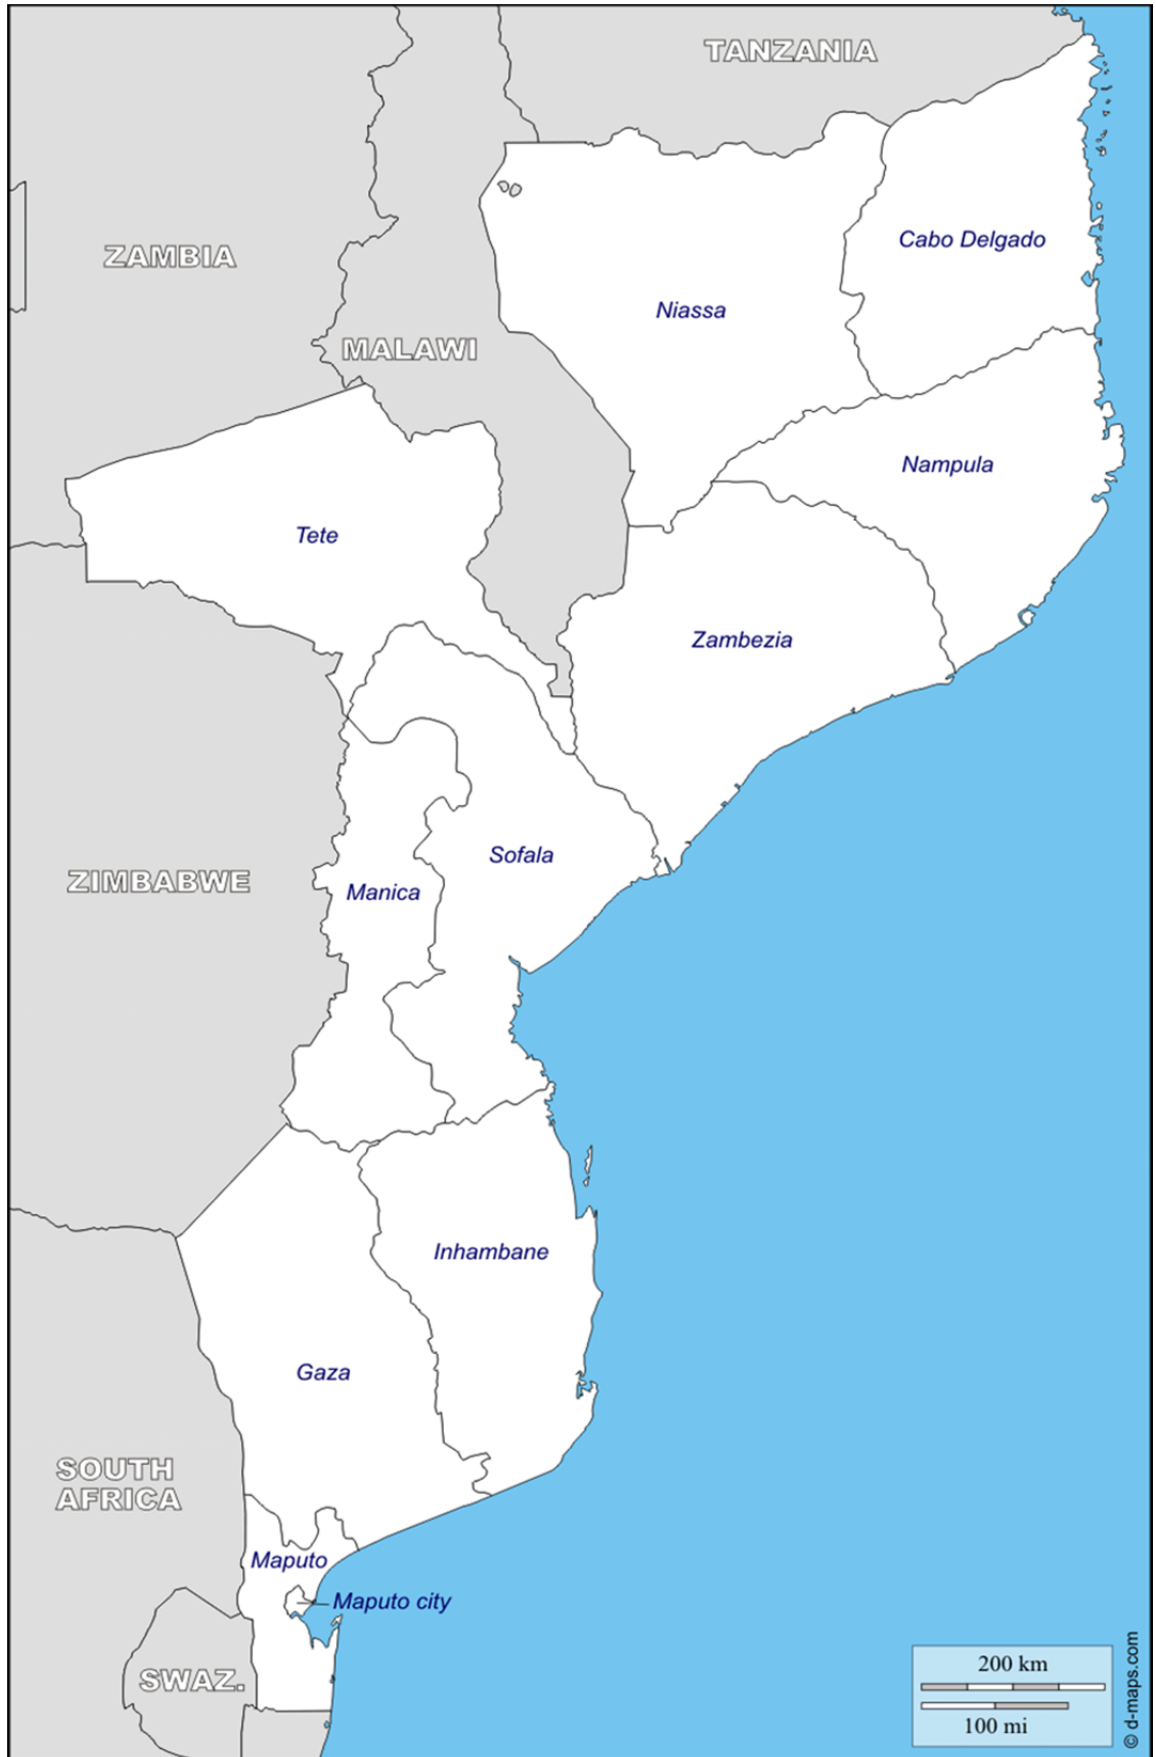 TANZANIA
Cabo Delgado
ZAMBIA
Niassa
MALAWI
Nampula
Tete
Zambezia
Sofala
ZIMBABWE
Manica
Inhambane
Gaza
SOUTH
AFRICA
Maputo
Maputo city
SWAZ.
200 km
100 mi
© d-maps.com